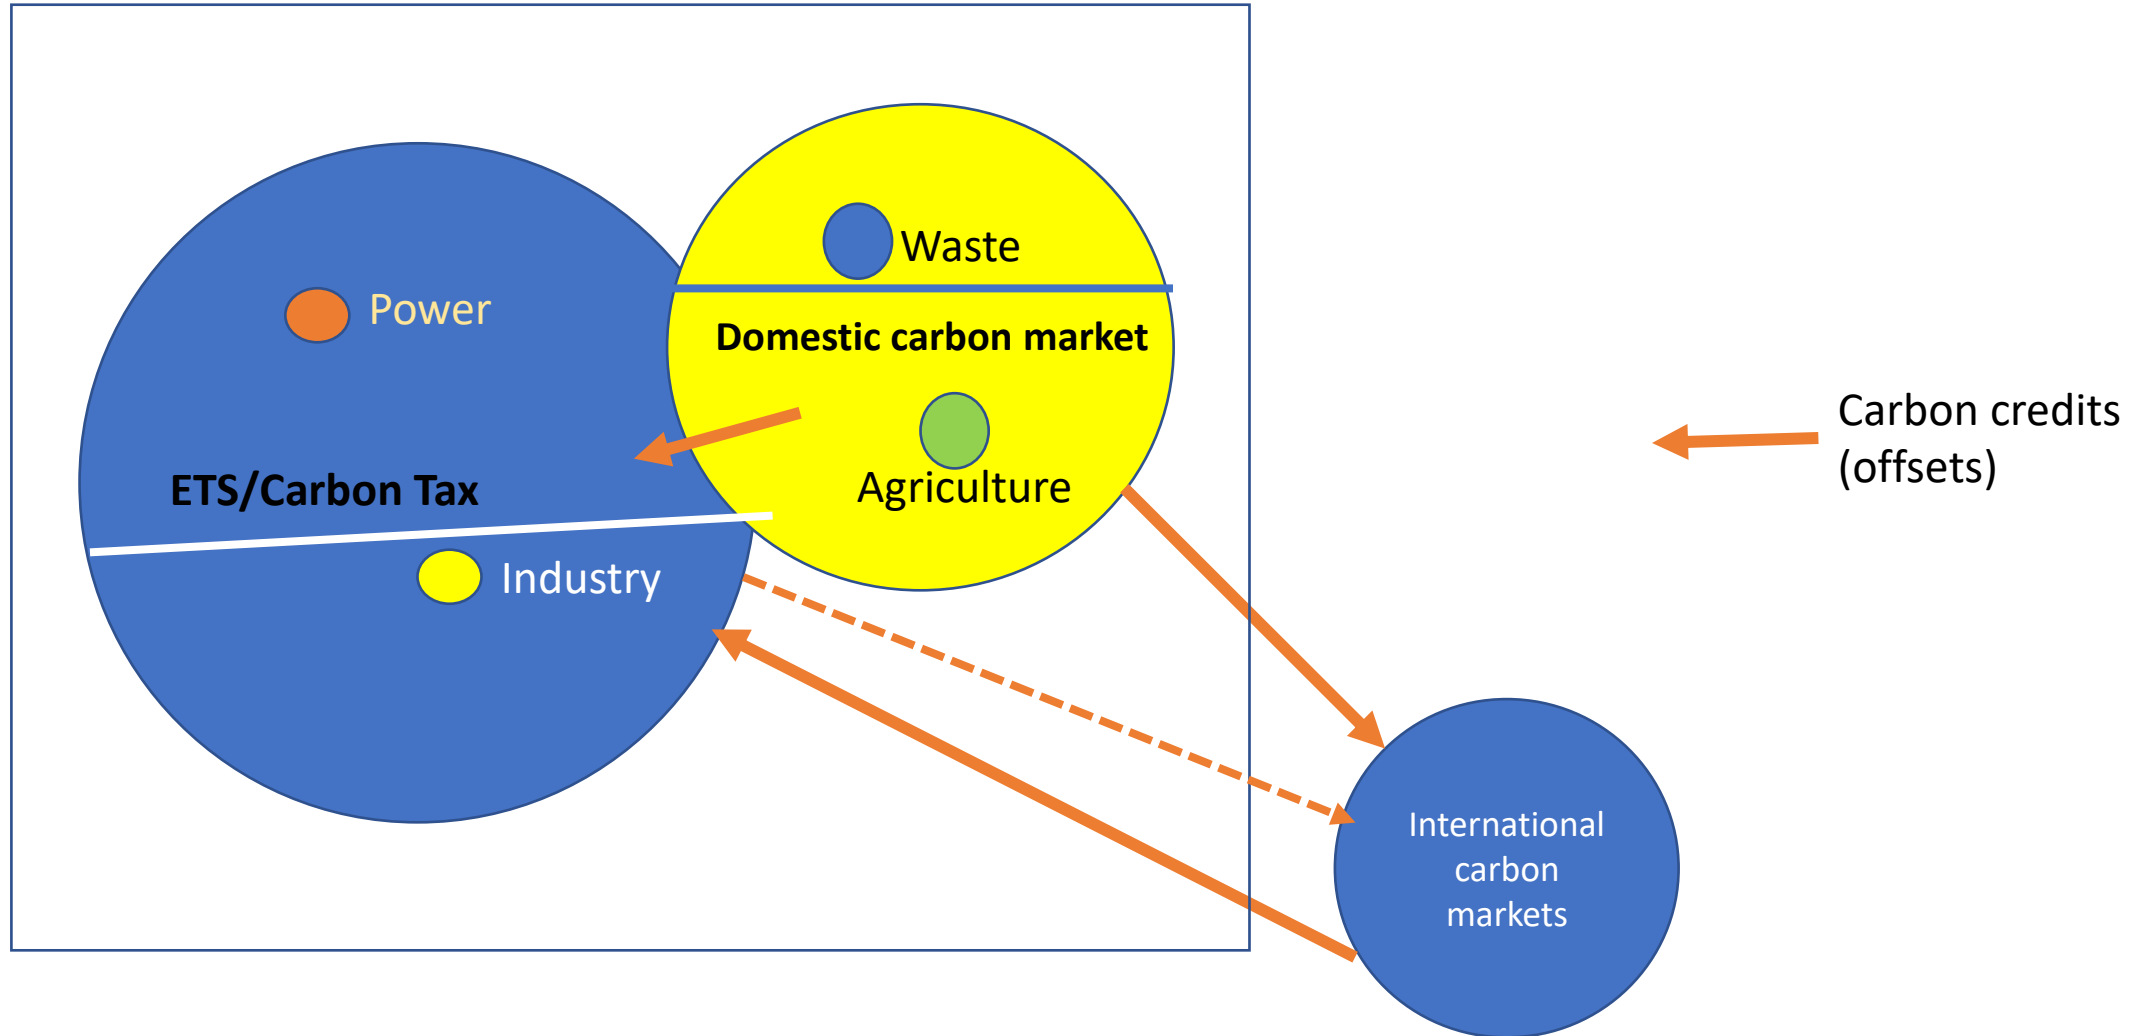 Waste
Power
Domestic carbon market
Carbon credits
(offsets)
ETS/Carbon Tax
Agriculture
Industry
International
carbon
markets